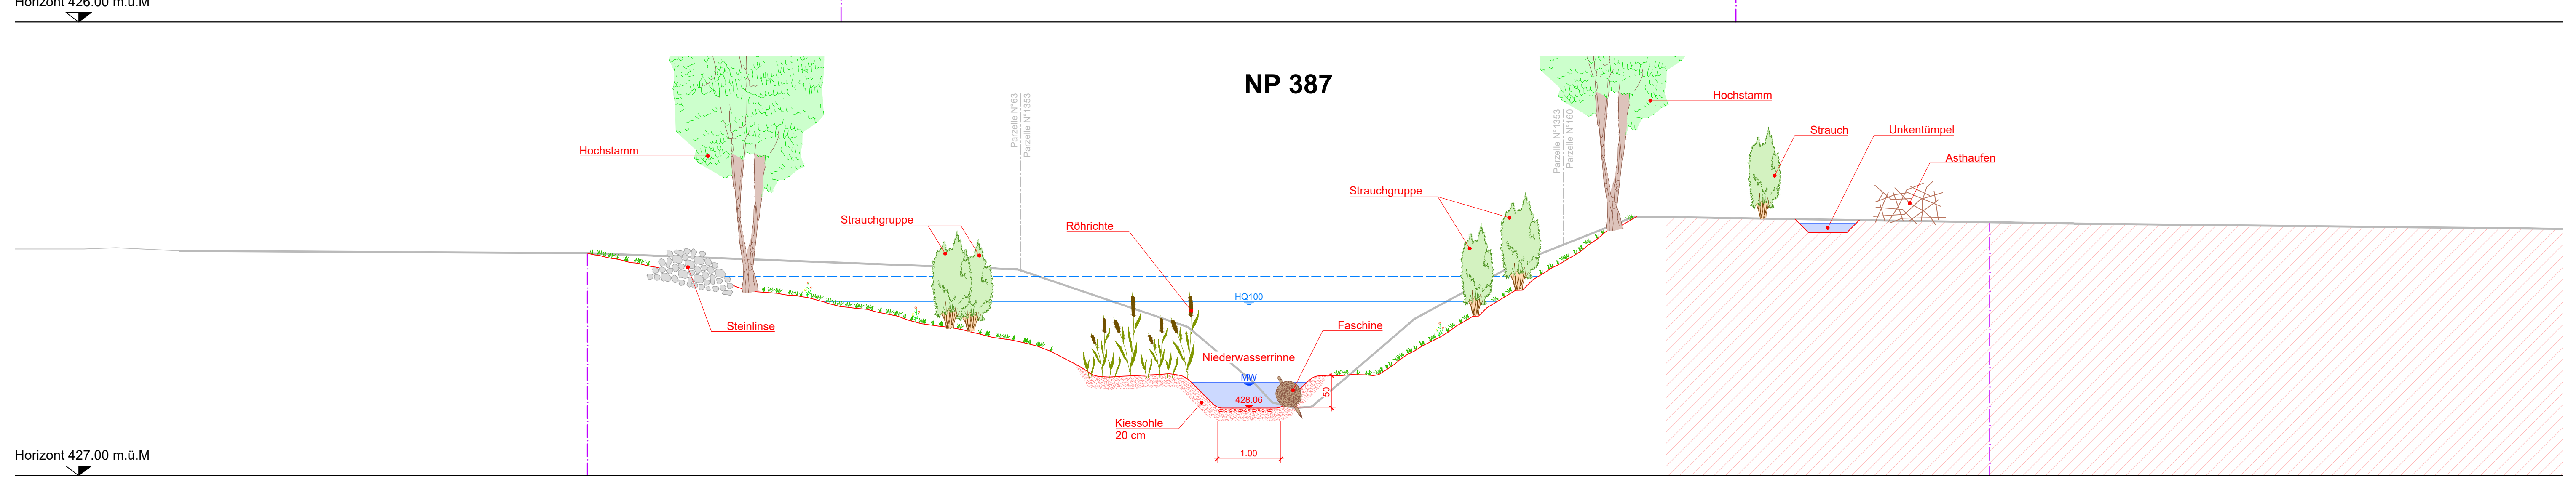 Horizont 426.00 m.ü.M
NP 387
Hochstamm
Hochstamm
Parzelle N°63
Parzelle N°1353
Parzelle N°1353
Parzelle N°160
Strauch
Unkentümpel
Asthaufen
Strauchgruppe
Strauchgruppe
Röhrichte
HQ100
Steinlinse
Faschine
Niederwasserrinne
MW
428.06
50
Kiessohle
20 cm
1.00
Horizont 427.00 m.ü.M